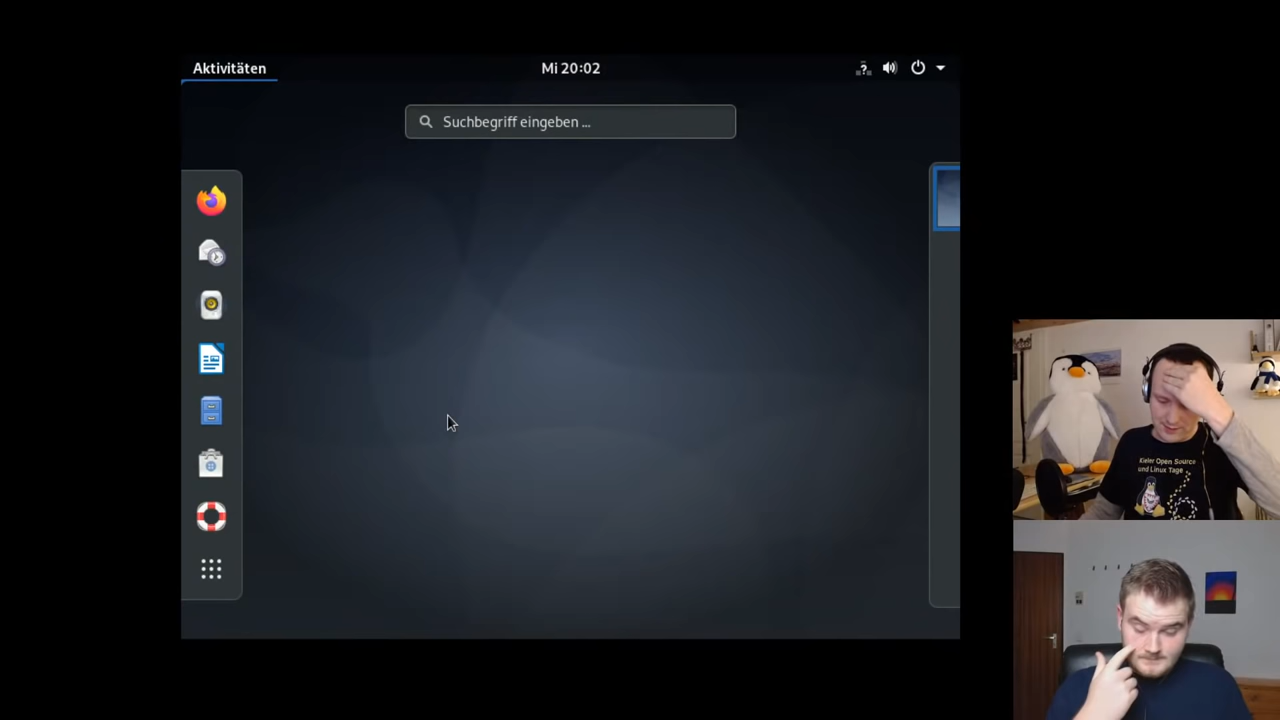 Aktivitäten
Mi 20:02
?
Suchbegriff eingeben ...
Kieler Open Source
und Linux Tage